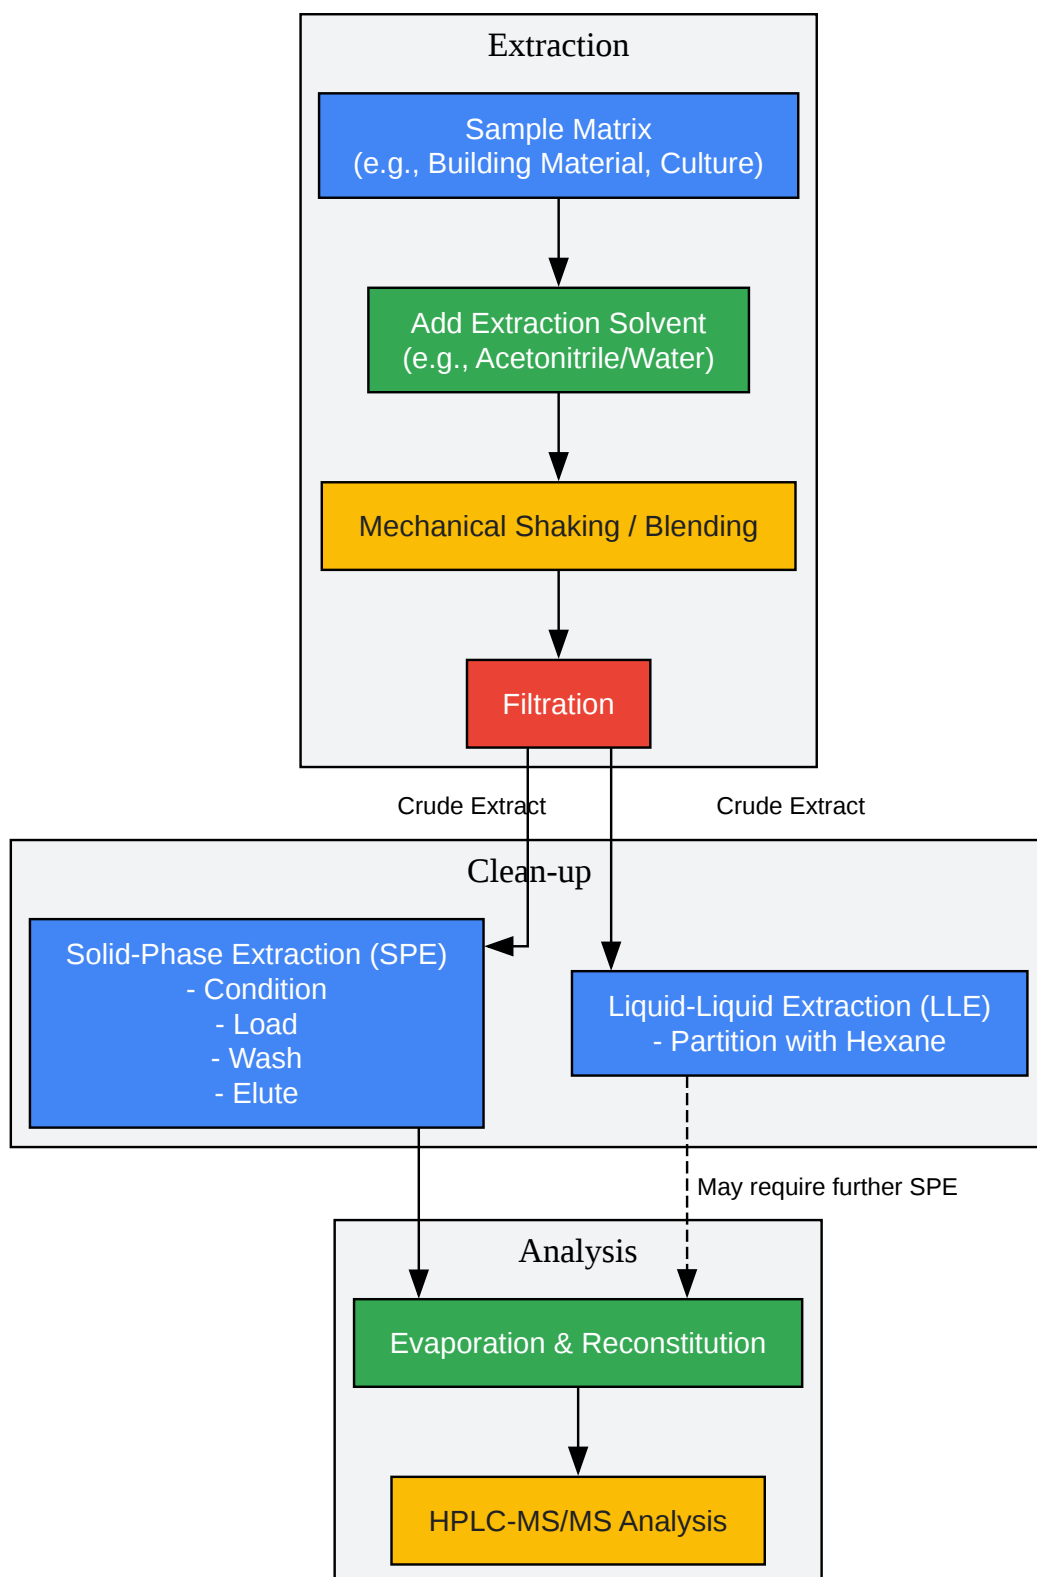 Extraction
Sample Matrix
(e.g., Building Material, Culture)
Add Extraction Solvent
(e.g., Acetonitrile/Water)
Mechanical Shaking / Blending
Filtration
Crude Extract
Crude Extract
Clean-up
Solid-Phase Extraction (SPE)
- Condition
- Load
- Wash
- Elute
Liquid-Liquid Extraction (LLE)
- Partition with Hexane
May require further SPE
Analysis
Evaporation & Reconstitution
HPLC-MS/MS Analysis